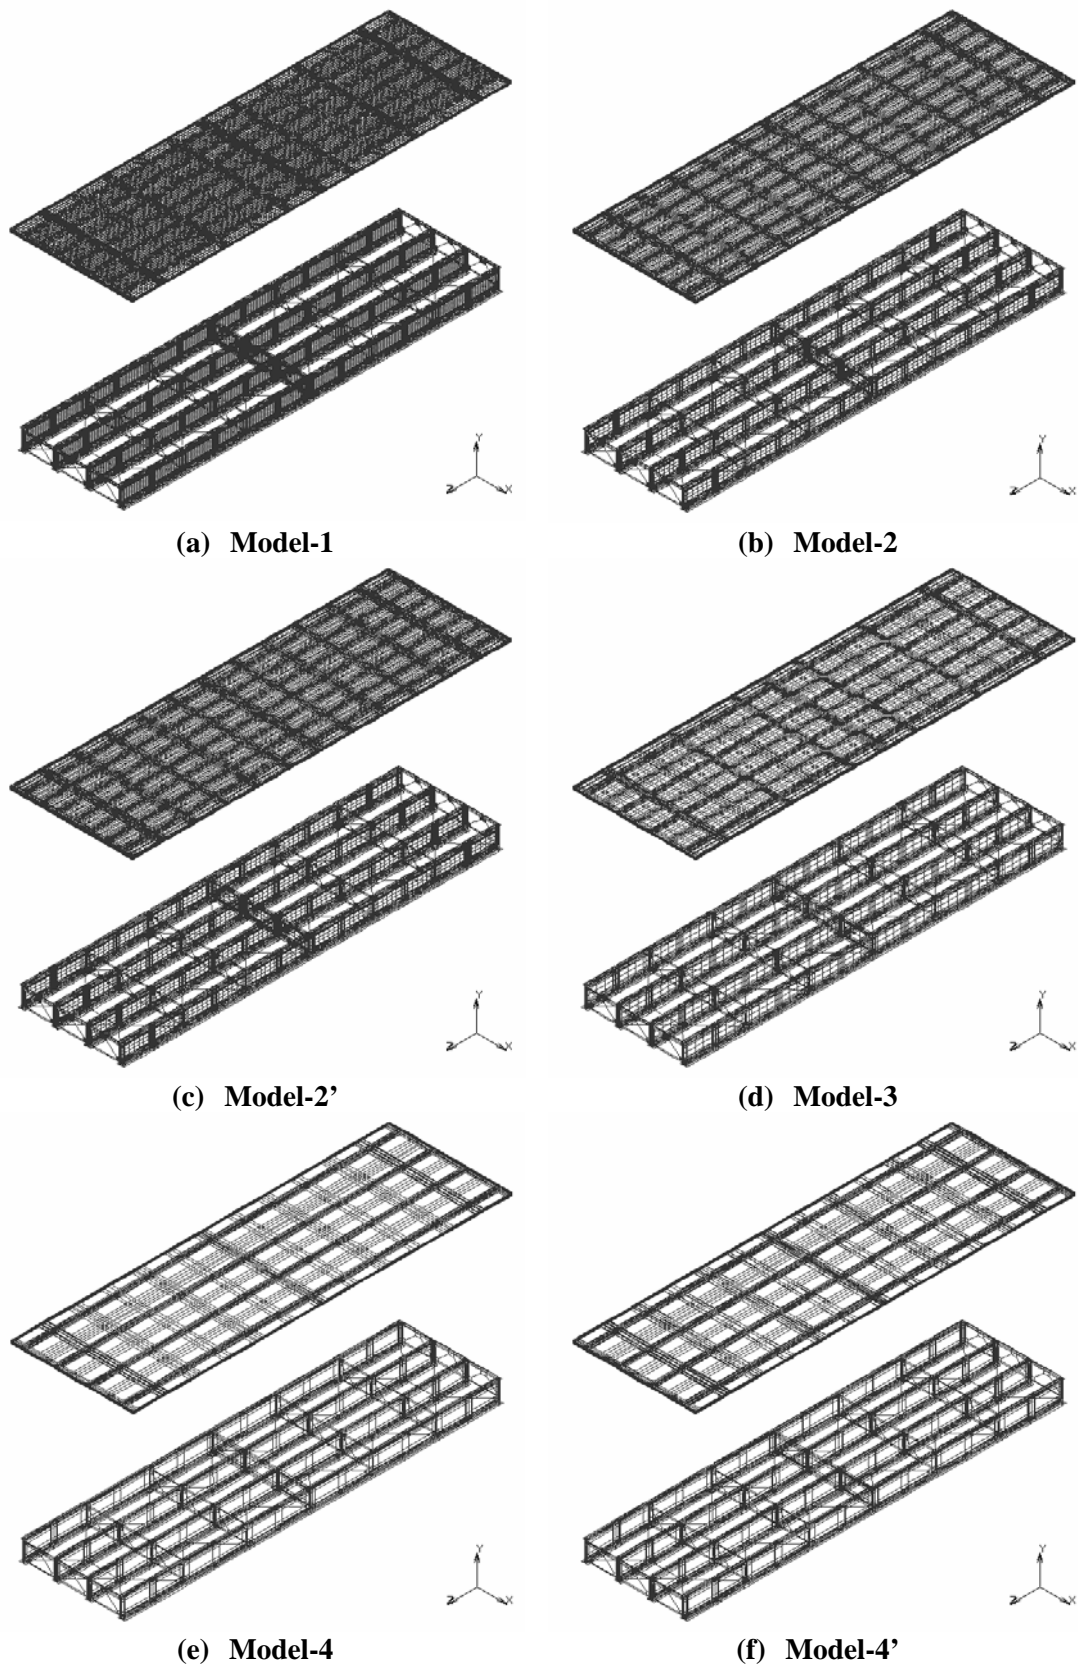 Y
Z X
Y
Z X
(a) Model-1
(b) Model-2
Y
Z X
Y
Z X
(c) Model-2’
(d) Model-3
Y
Z X
Y
Z X
(e) Model-4
(f) Model-4’